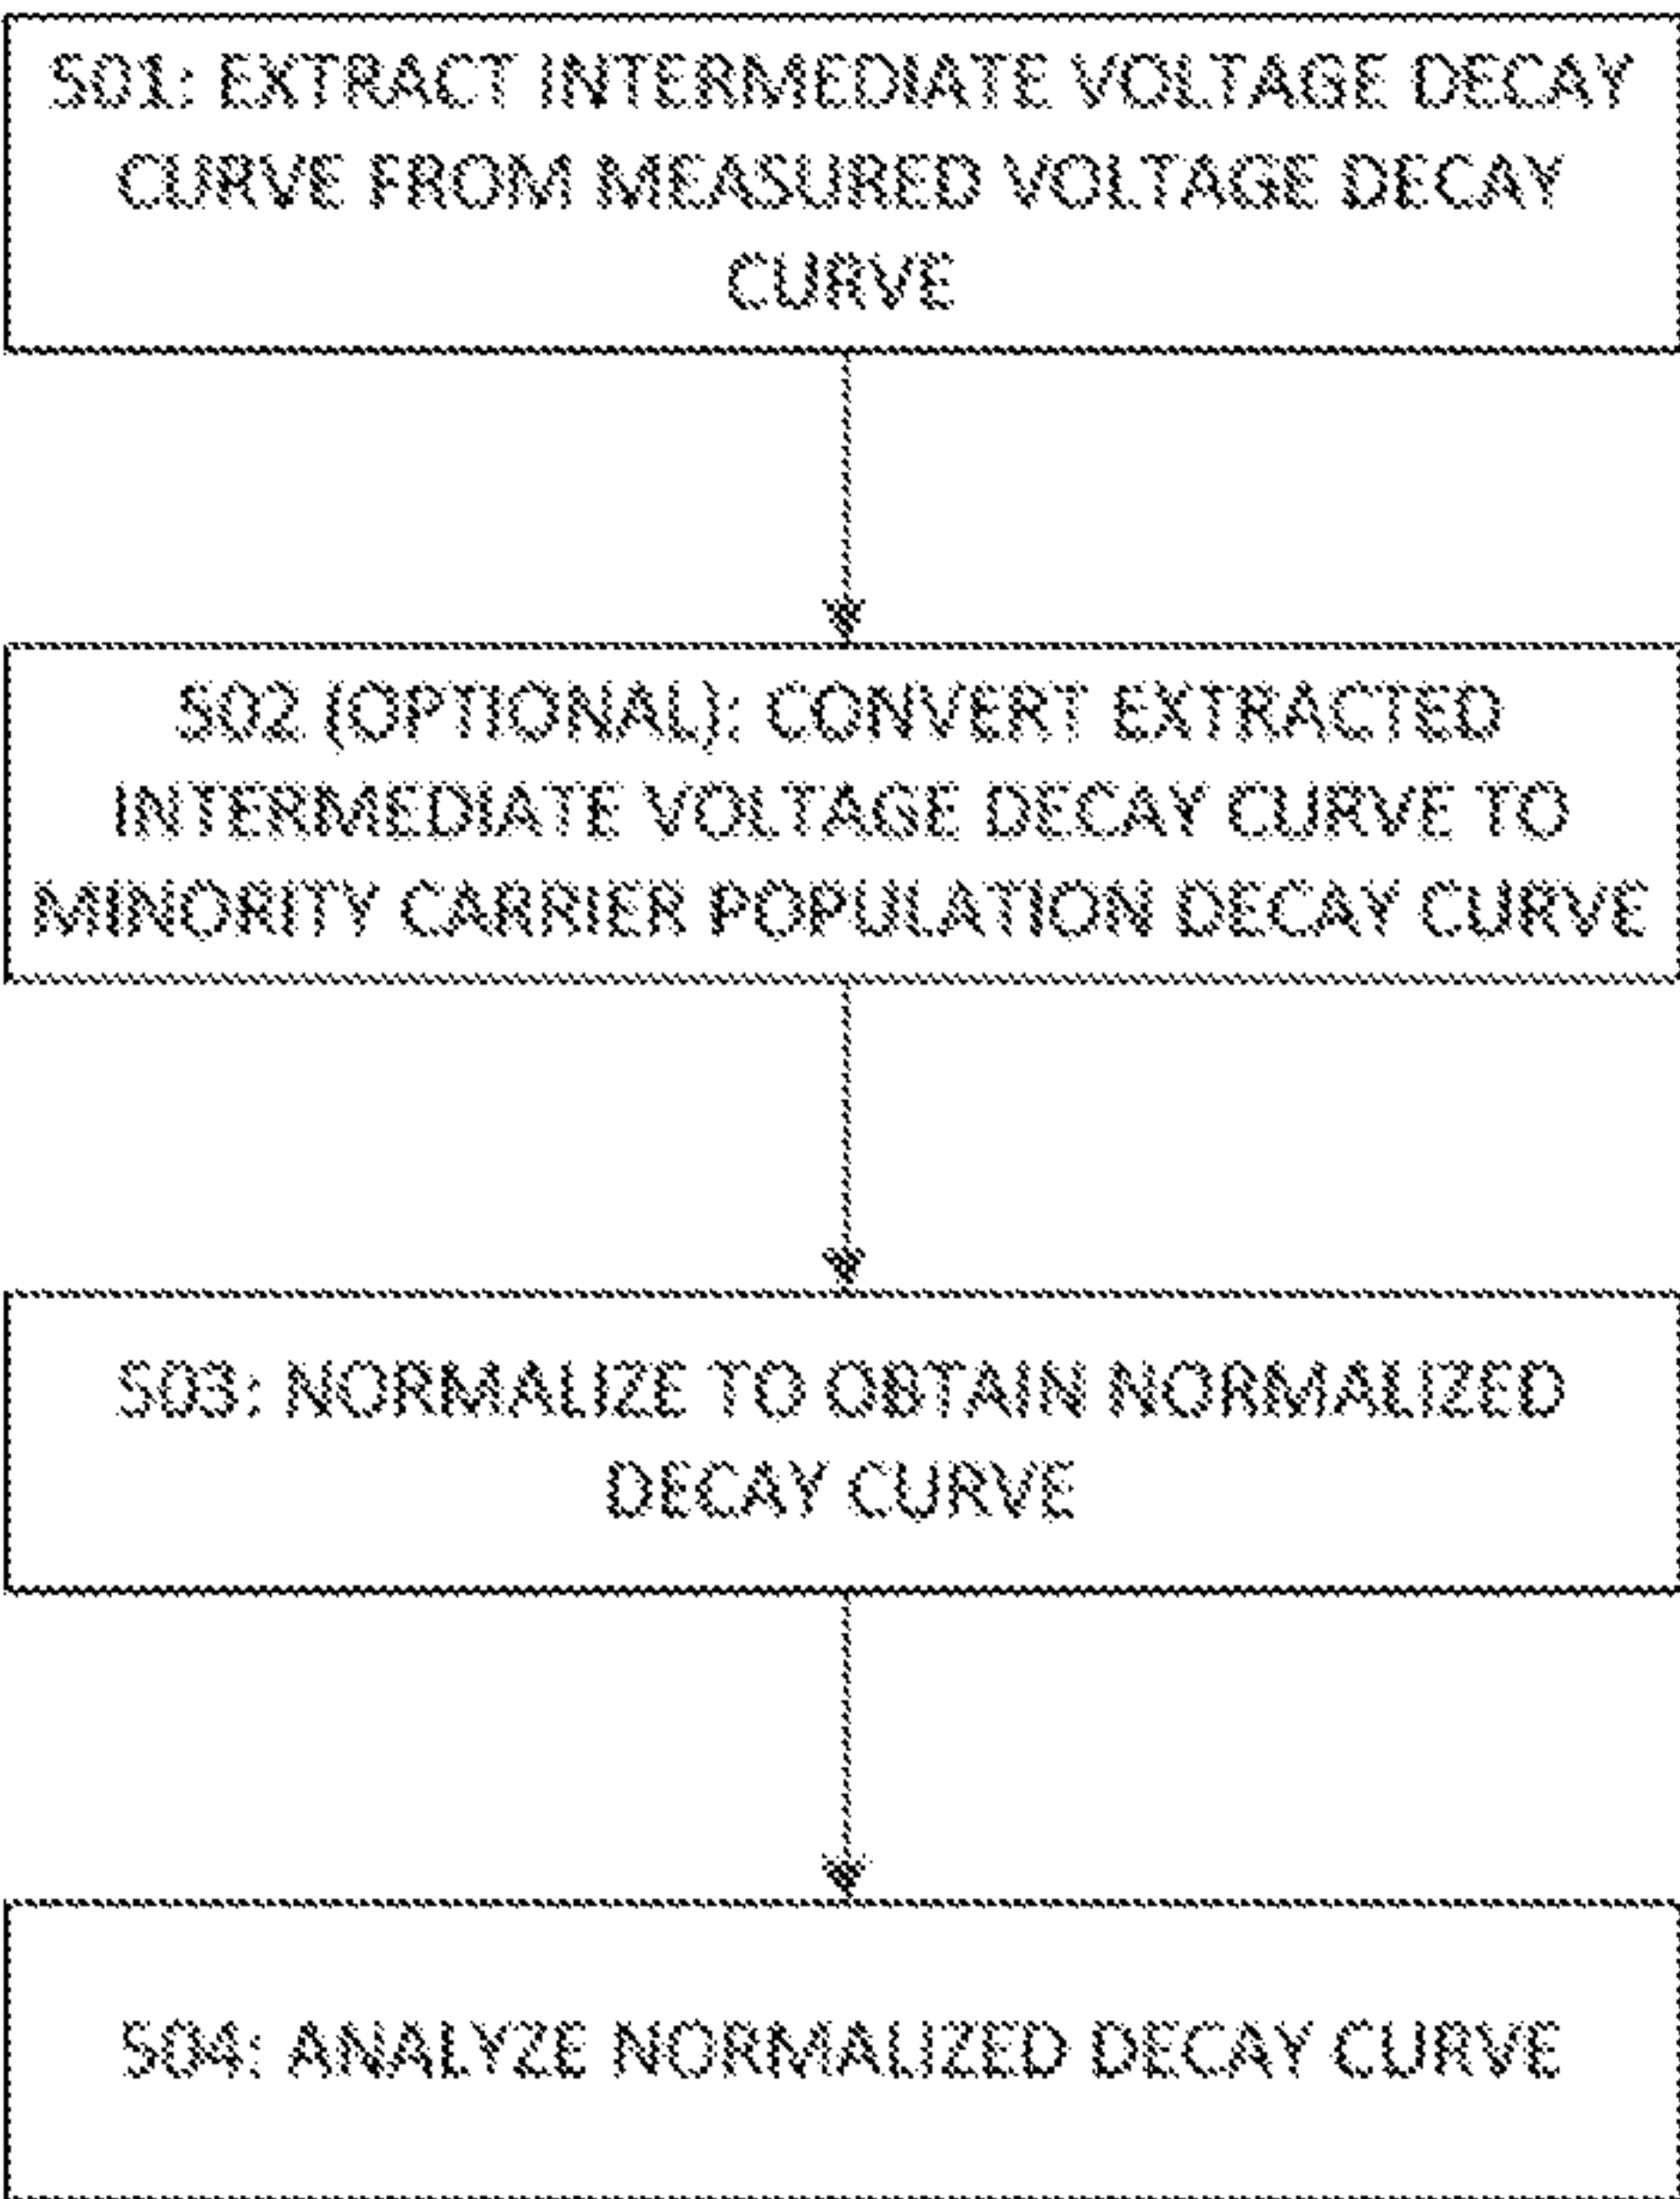 S01: EXTRACT INTERMEDIATE VOLTAGE DECAY
CURVE FROM MEASURED VOLTAGE DECAY
CURVE
S02 (OPTIONAL): CONVERT EXTRACTED
INTERMEDIATE VOLTAGE DECAY CURVE TO
MINORITY CARRIER POPULATION DECAY CURVE
S03: NORMALIZE TO OBTAIN NORMALIZED
DECAY CURVE
S04: ANALYZE NORMALIZED DECAY CURVE